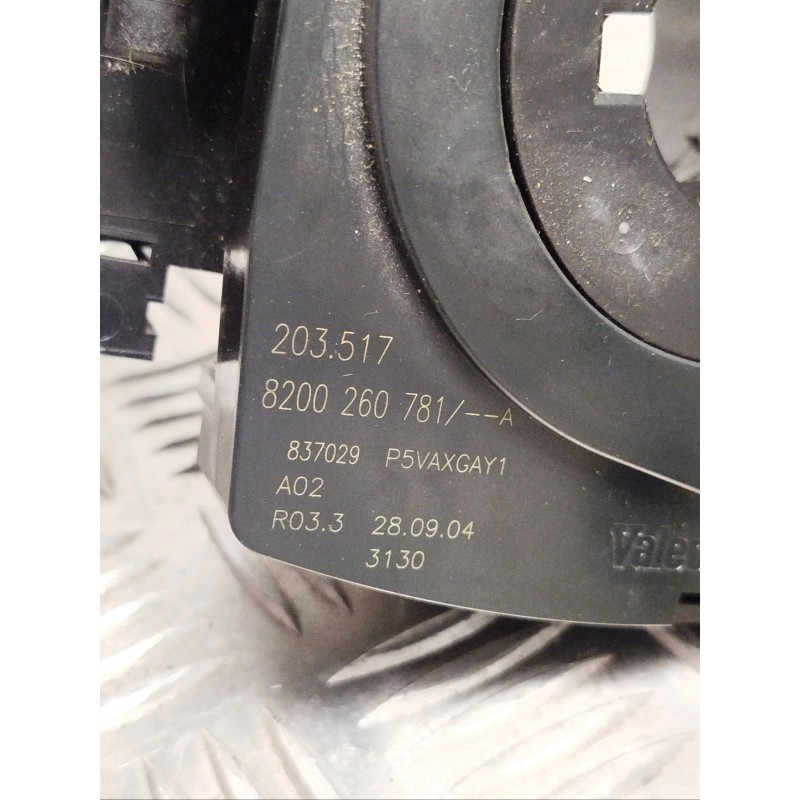 203.517
8200 260 781/--A
837029 P5VAXGAY1
A02
R03.3 28.09.04
3130